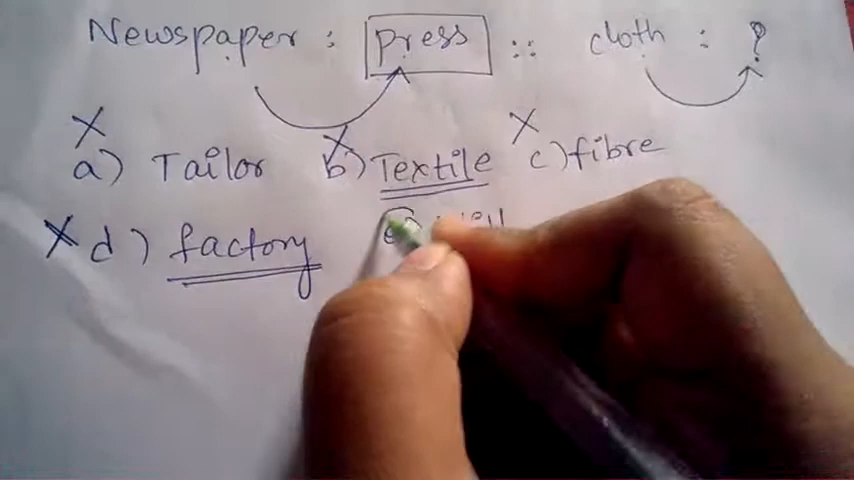 Newspaper : Press :: cloth : ?
a) Tailor b) Textile c) fibre
d) factory